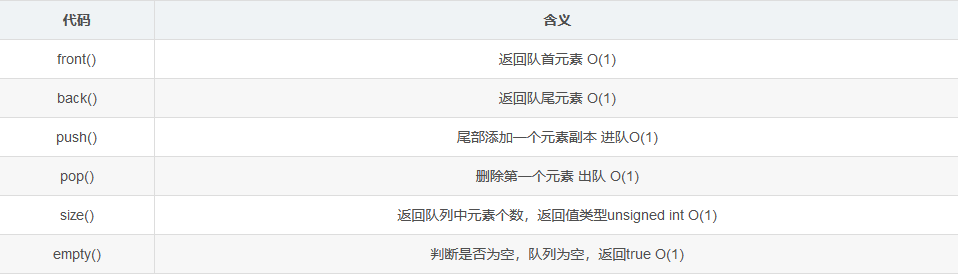 代码 含义
front() 返回队首元素 O(1)
back() 返回队尾元素 O(1)
push() 尾部添加一个元素副本 进队O(1)
pop() 删除第一个元素 出队 O(1)
size() 返回队列中元素个数，返回值类型unsigned int O(1)
empty() 判断是否为空，队列为空，返回true O(1)